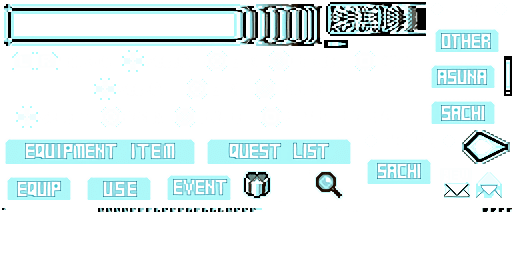 OTHER
ASUNA
SACHI
EQUIPMENT ITEM
QUEST LIST
SACHI
EQUIP
USE
EVENT